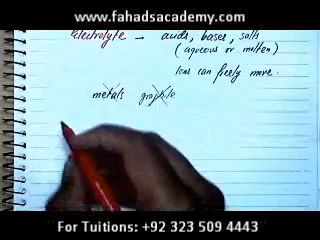 www.fahadsacademy.com
Electrolyte → acids, bases, salts
(aqueous or molten)
Ions can freely move.
metals graphite
For Tuitions: +92 323 509 4443